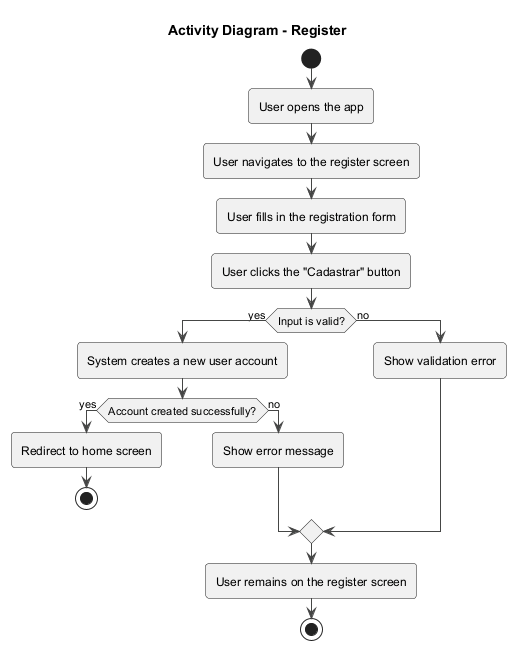 Activity Diagram - Register
User opens the app
User navigates to the register screen
User fills in the registration form
User clicks the "Cadastrar" button
yes
Input is valid?
no
System creates a new user account
Show validation error
yes
Account created successfully?
no
Redirect to home screen
Show error message
User remains on the register screen